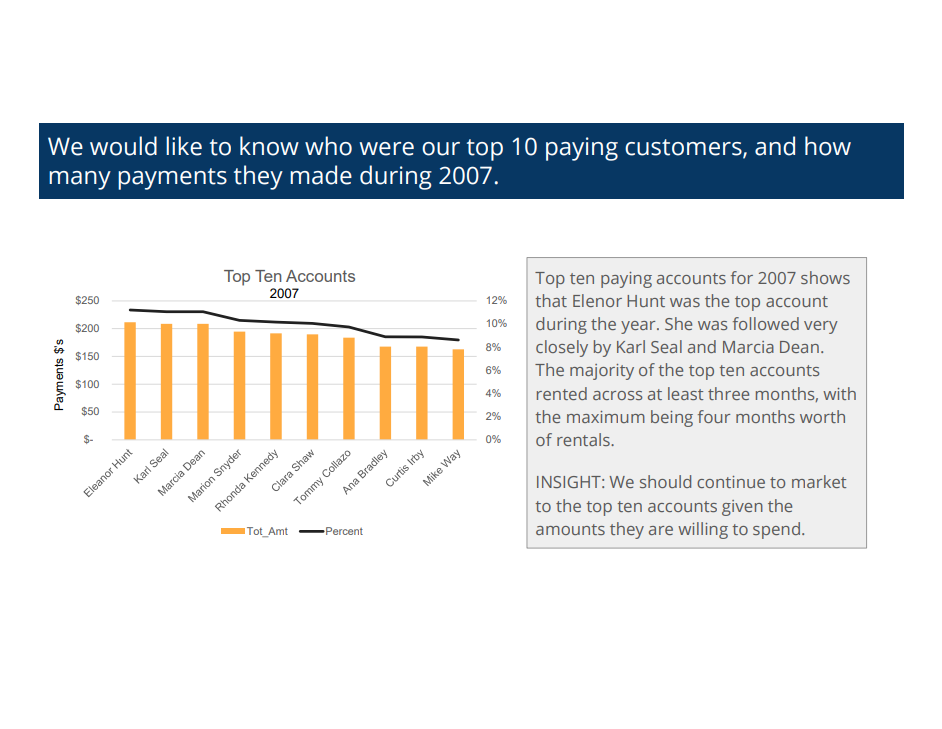 We would like to know who were our top 10 paying customers, and how
many payments they made during 2007.
Top Ten Accounts
2007
Payments $'s
$250
$200
$150
$100
$50
$-
12%
10%
8%
6%
4%
2%
0%
Eleanor Hunt
Karl Seal
Marcia Dean
Marion Snyder
Rhonda Kennedy
Clara Shaw
Tommy Collazo
Ana Bradley
Curtis Irby
Mike Way
Tot_Amt
Percent
Top ten paying accounts for 2007 shows
that Elenor Hunt was the top account
during the year. She was followed very
closely by Karl Seal and Marcia Dean.
The majority of the top ten accounts
rented across at least three months, with
the maximum being four months worth
of rentals.
INSIGHT: We should continue to market
to the top ten accounts given the
amounts they are willing to spend.